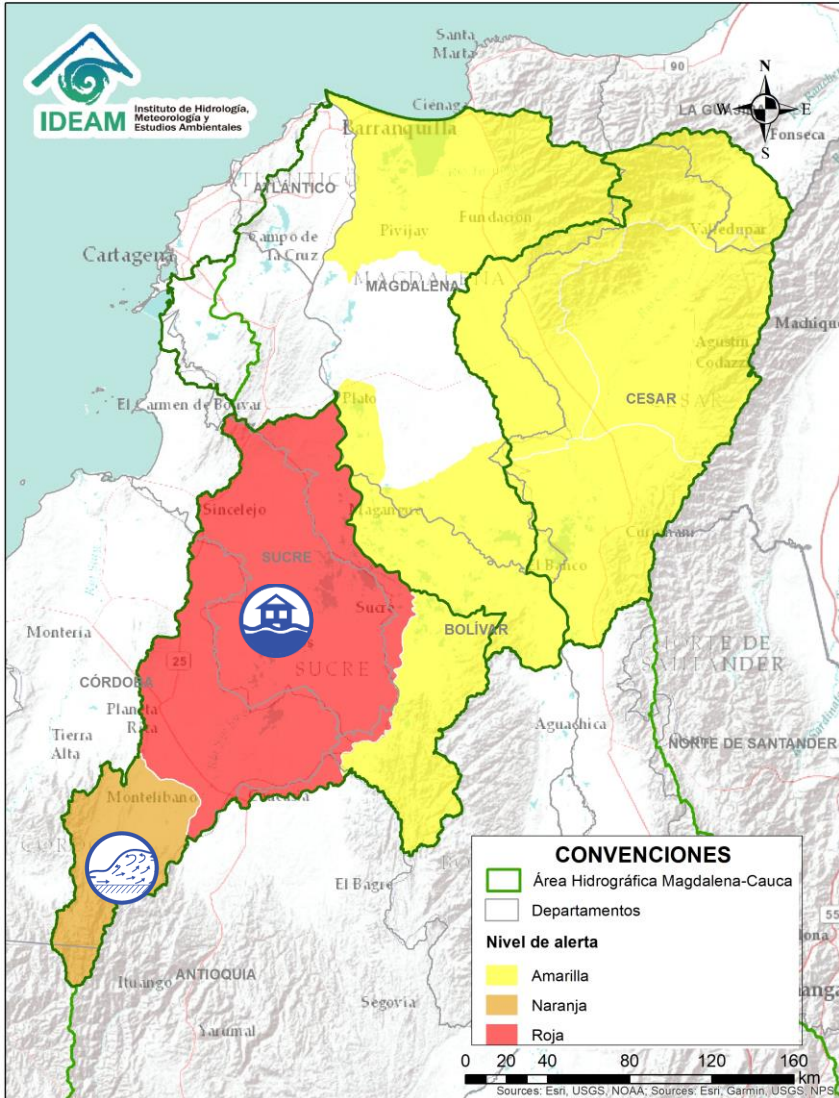 IDEAM
Instituto de Hidrología,
Meteorología y
Estudios Ambientales
Santa
Marta
90
N
W
E
S
Ciénaga
Barranquilla
Fonseca
ATLÁNTICO
Cartagena
Campo de
la Cruz
Pivijay
Fundación
Valledupar
MAGDALENA
MAGDALENA
Machiques
Agustín
Codazzi
El Carmen de Bolívar
Plato
CESAR
Sincelejo
Magangué
SUCRE
El Banco
Sucre
BOLÍVAR
Montería
25
SUCRE
NORTE DE
SANTANDER
CÓRDOBA
Planeta
Rica
Tierra
Alta
Aguachica
NORTE DE SANTANDER
Montelibano
El Bagre
Ituango
ANTIOQUIA
Segovia
Yarumal
CONVENCIONES
Área Hidrográfica Magdalena-Cauca
Departamentos
Nivel de alerta
Amarilla
Naranja
Roja
55
0 20 40 80 120 160
km
Sources: Esri, USGS, NOAA; Sources: Esri, Garmin, USGS, NPS